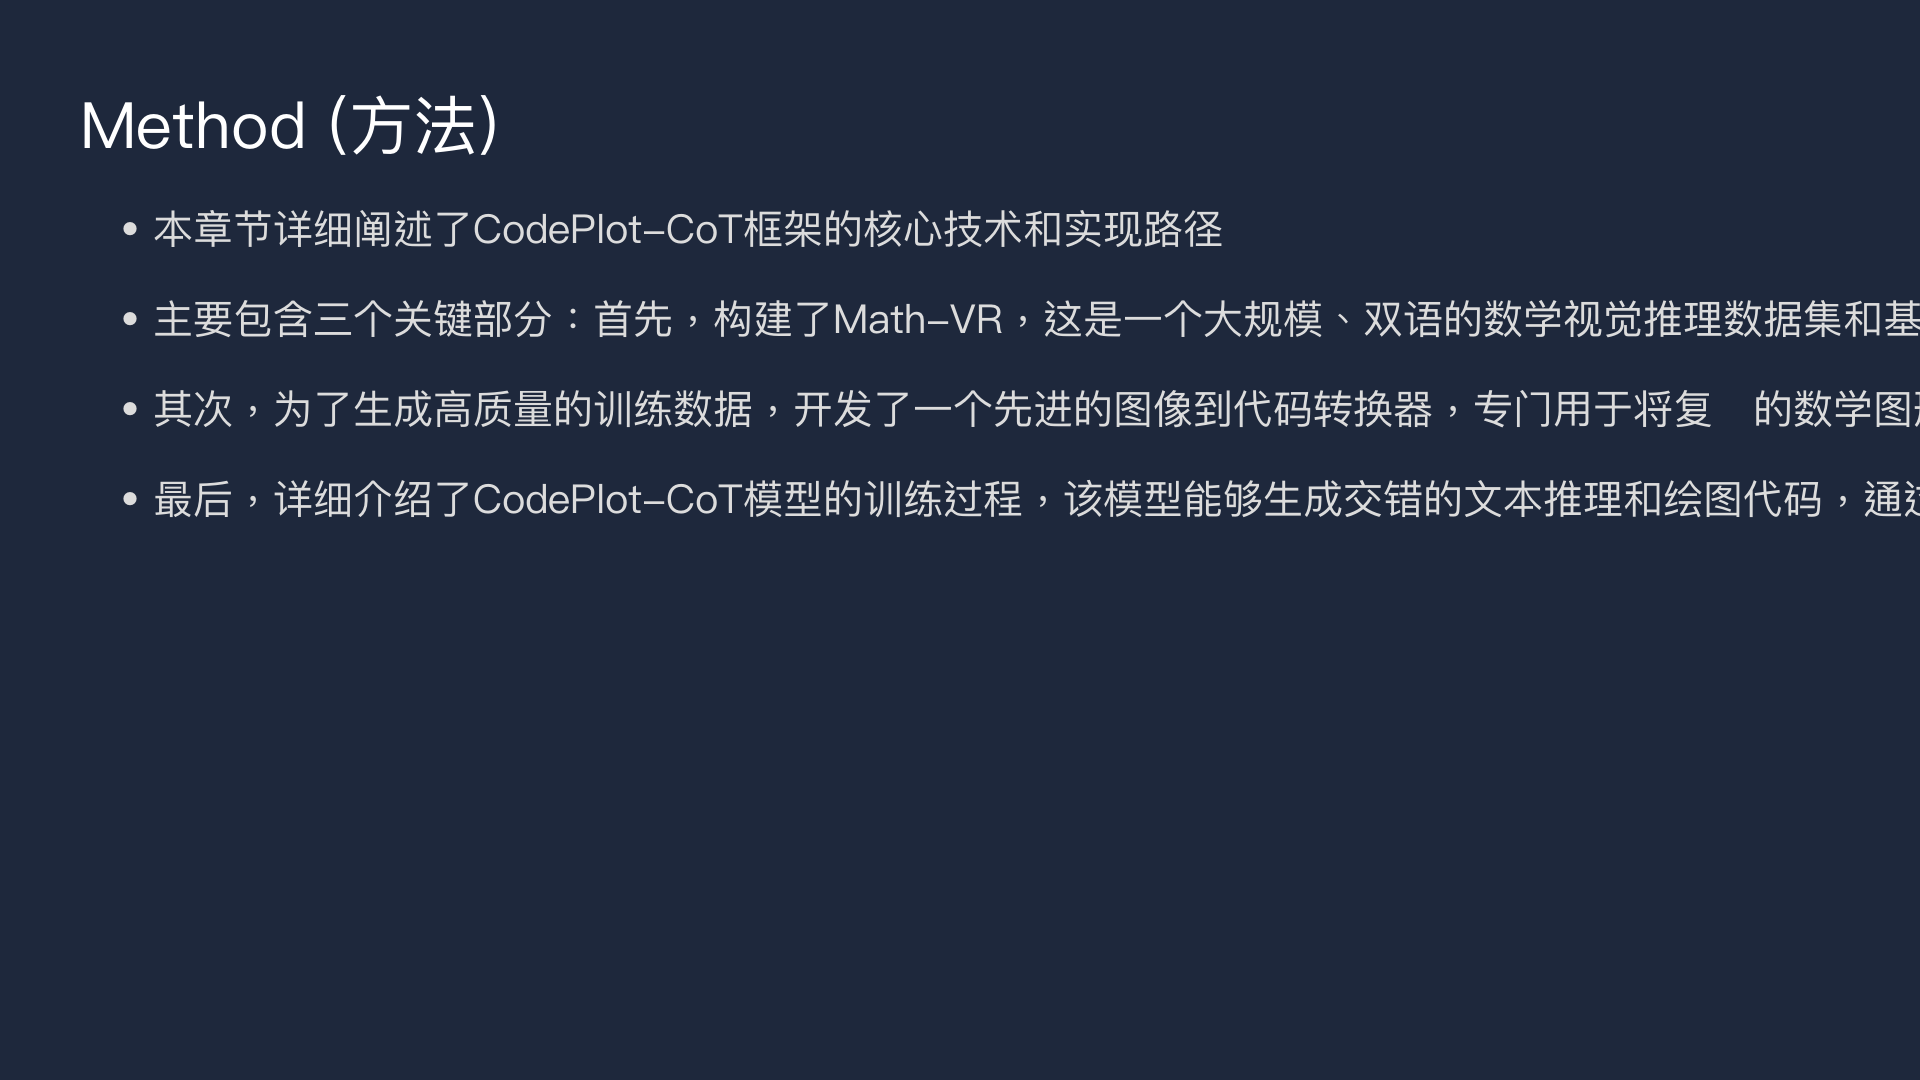 Method (方法)
• 本章节详细阐述了CodePlot-CoT框架的核心技术和实现路径
• 主要包含三个关键部分：首先，构建了Math-VR，这是一个大规模、双语的数学视觉推理数据集和基
• 其次，为了生成高质量的训练数据，开发了一个先进的图像到代码转换器，专门用于将复 的数学图
• 最后，详细介绍了CodePlot-CoT模型的训练过程，该模型能够生成交错的文本推理和绘图代码，通